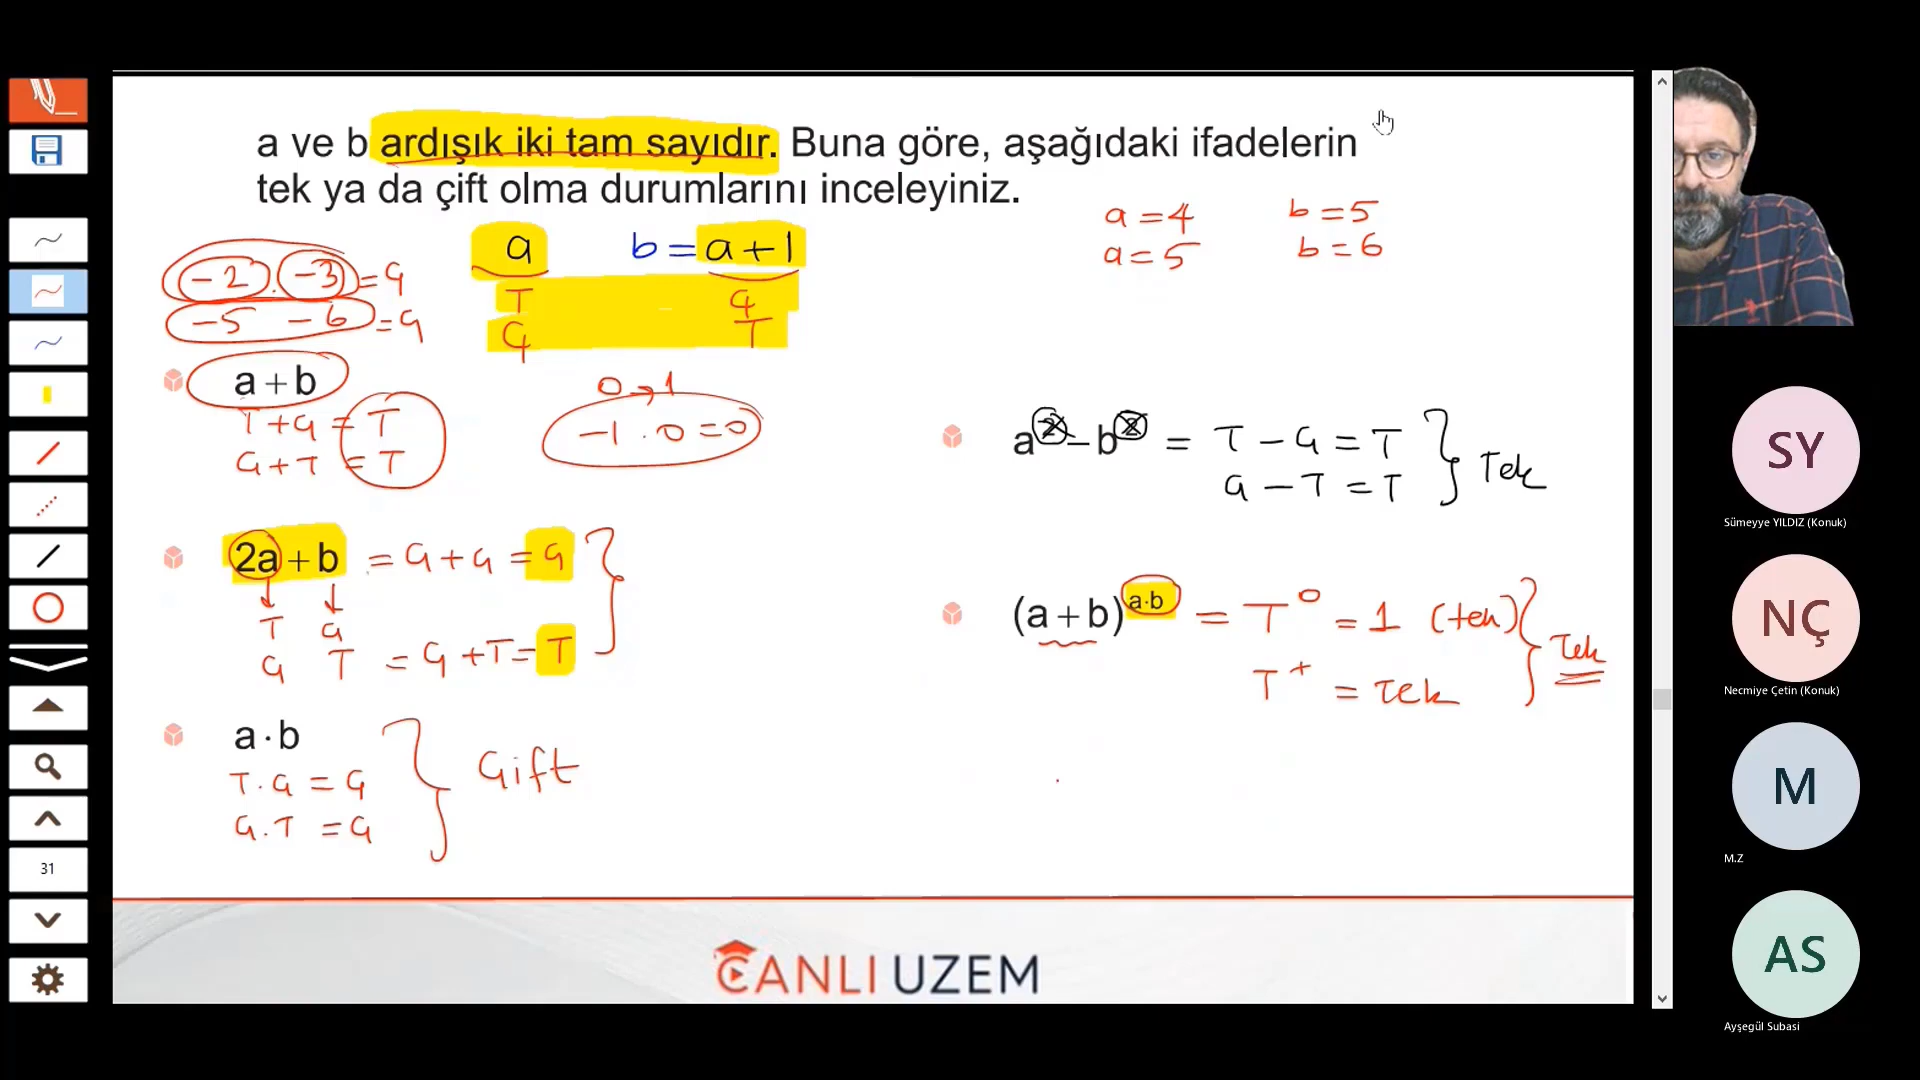 a ve b ardışık iki tam sayıdır. Buna göre, aşağıdaki ifadelerin
tek ya da çift olma durumlarını inceleyiniz.
a = 4 b = 5
a = 5 b = 6
a b = a + 1
T Ç
Ç T
-2 . -3 = Ç
-5 -6 = Ç
a + b
T + Ç = T
Ç + T = T
0 → 1
-1 . 0 = 0
2a + b = Ç + Ç = Ç
T Ç
Ç T = Ç + T = T
a · b
T . Ç = Ç
Ç . T = Ç
Çift
a² - b² = T - Ç = T
Ç - T = T
Tek
(a + b)^a·b = T⁰ = 1 (tek)
T⁺ = Tek
Tek
31
CANLI UZEM
SY
Sümeyye YILDIZ (Konuk)
NÇ
Necmiye Çetin (Konuk)
M
M.Z
AS
Ayşegül Subasi